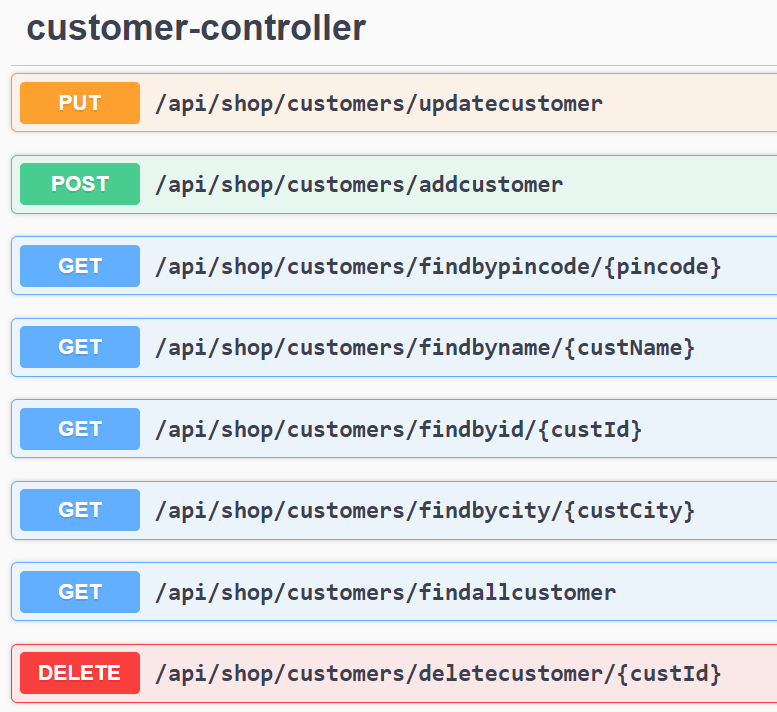 customer-controller
PUT /api/shop/customers/updatecustomer
POST /api/shop/customers/addcustomer
GET /api/shop/customers/findbypincode/{pincode}
GET /api/shop/customers/findbyname/{custName}
GET /api/shop/customers/findbyid/{custId}
GET /api/shop/customers/findbycity/{custCity}
GET /api/shop/customers/findallcustomer
DELETE /api/shop/customers/deletecustomer/{custId}